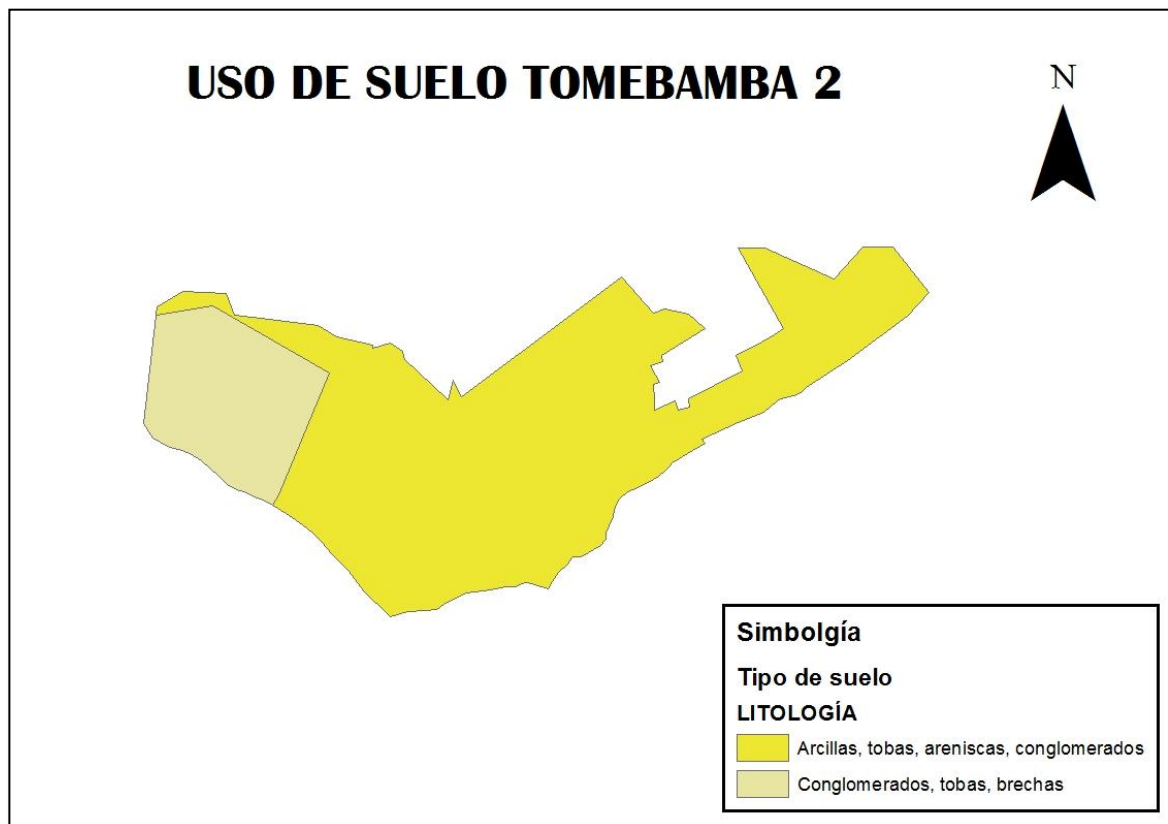 USO DE SUELO TOMEBAMBA 2
N
Simbolgía
Tipo de suelo
LITOLOGÍA
Arcillas, tobas, areniscas, conglomerados
Conglomerados, tobas, brechas